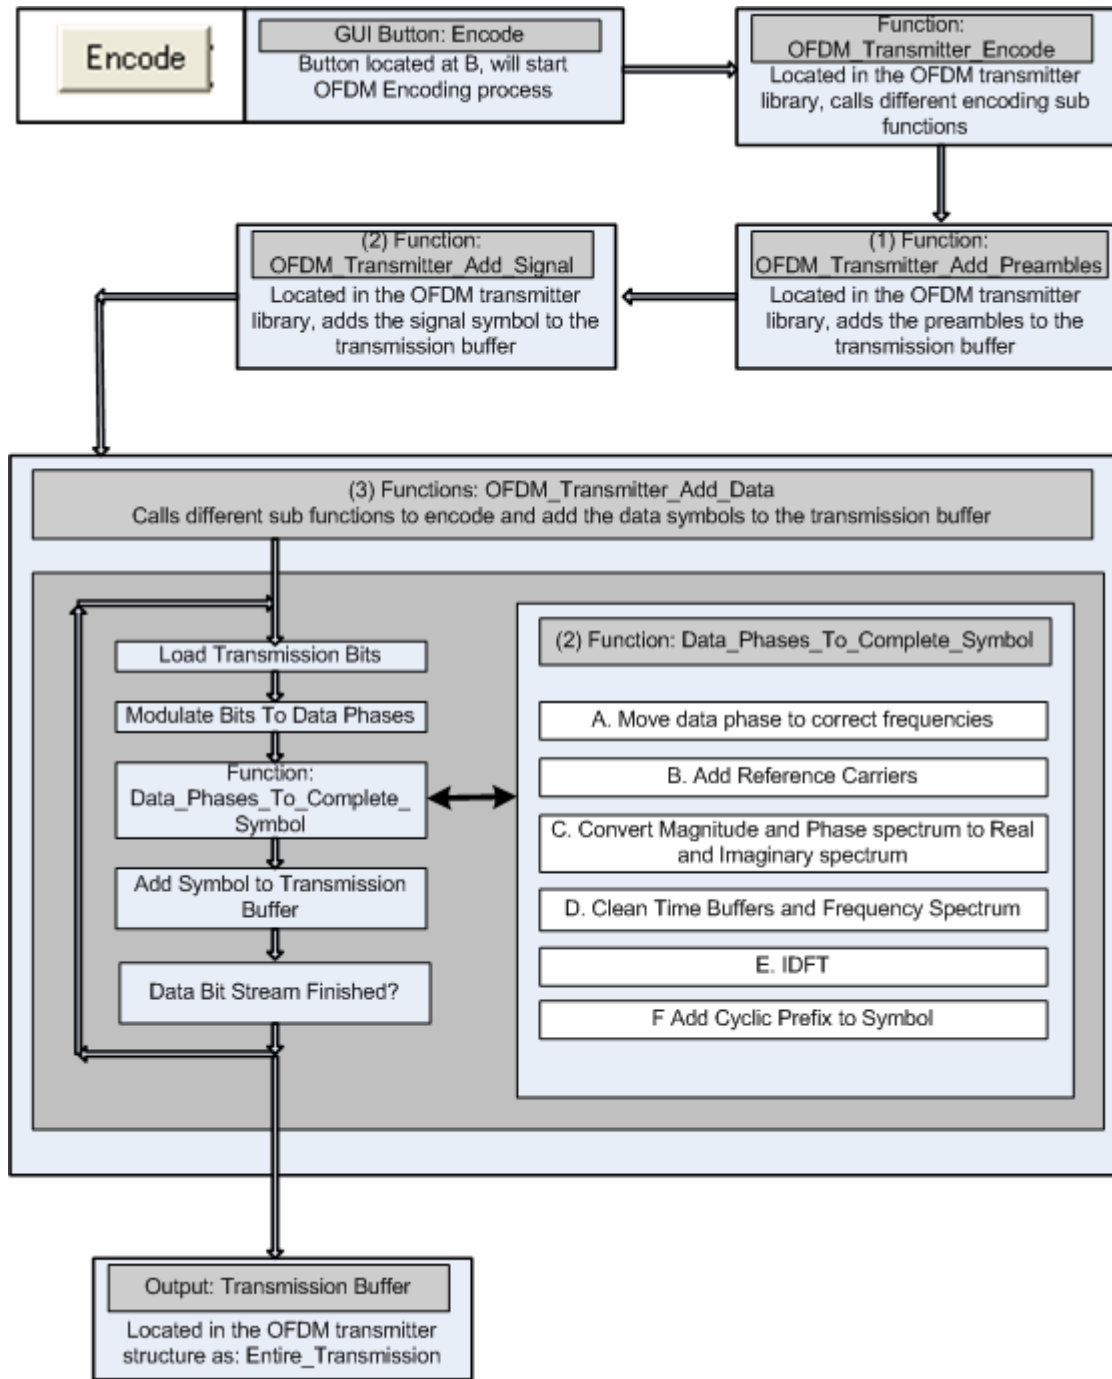 Encode
GUI Button: Encode
Button located at B, will start
OFDM Encoding process
Function:
OFDM_Transmitter_Encode
Located in the OFDM transmitter
library, calls different encoding sub
functions
(1) Function:
OFDM_Transmitter_Add_Preambles
Located in the OFDM transmitter
library, adds the preambles to the
transmission buffer
(2) Function:
OFDM_Transmitter_Add_Signal
Located in the OFDM transmitter
library, adds the signal symbol to the
transmission buffer
(3) Functions: OFDM_Transmitter_Add_Data
Calls different sub functions to encode and add the data symbols to the transmission buffer
Load Transmission Bits
Modulate Bits To Data Phases
Function:
Data_Phases_To_Complete_
Symbol
Add Symbol to Transmission
Buffer
Data Bit Stream Finished?
(2) Function: Data_Phases_To_Complete_Symbol
A. Move data phase to correct frequencies
B. Add Reference Carriers
C. Convert Magnitude and Phase spectrum to Real
and Imaginary spectrum
D. Clean Time Buffers and Frequency Spectrum
E. IDFT
F Add Cyclic Prefix to Symbol
Output: Transmission Buffer
Located in the OFDM transmitter
structure as: Entire_Transmission